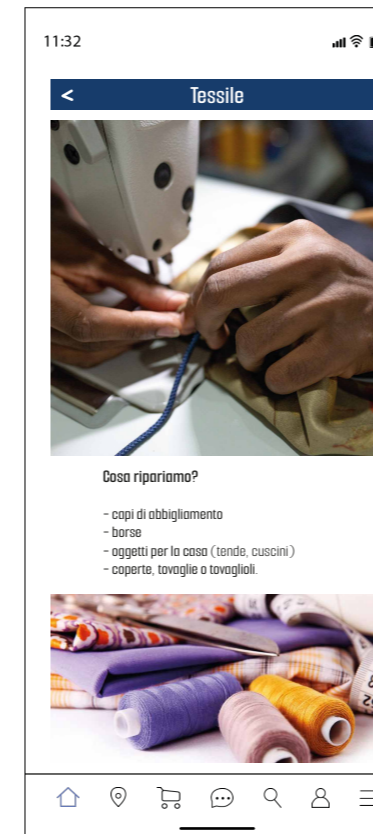 11:32
< Tessile
Cosa ripariamo?
- capi di abbigliamento
- borse
- oggetti per la casa (tende, cuscini)
- coperte, tovaglie o tovaglioli.